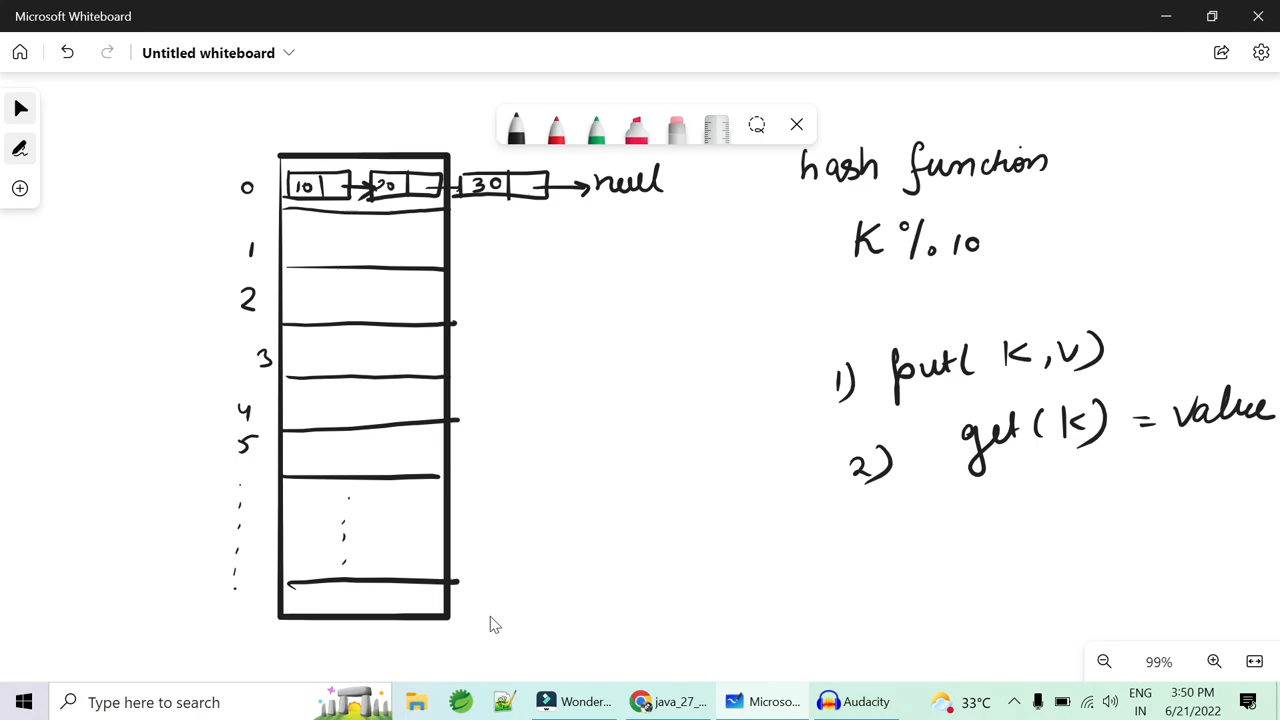 Microsoft Whiteboard
Untitled whiteboard
hash function
K % 10
0 10 20 30 null
1
2
3
4
5
1) put( K, V)
2) get( K) = value
99%
Type here to search
Wonder...
java_27_...
Microso...
Audacity
33°C
ENG
IN
3:50 PM
6/21/2022